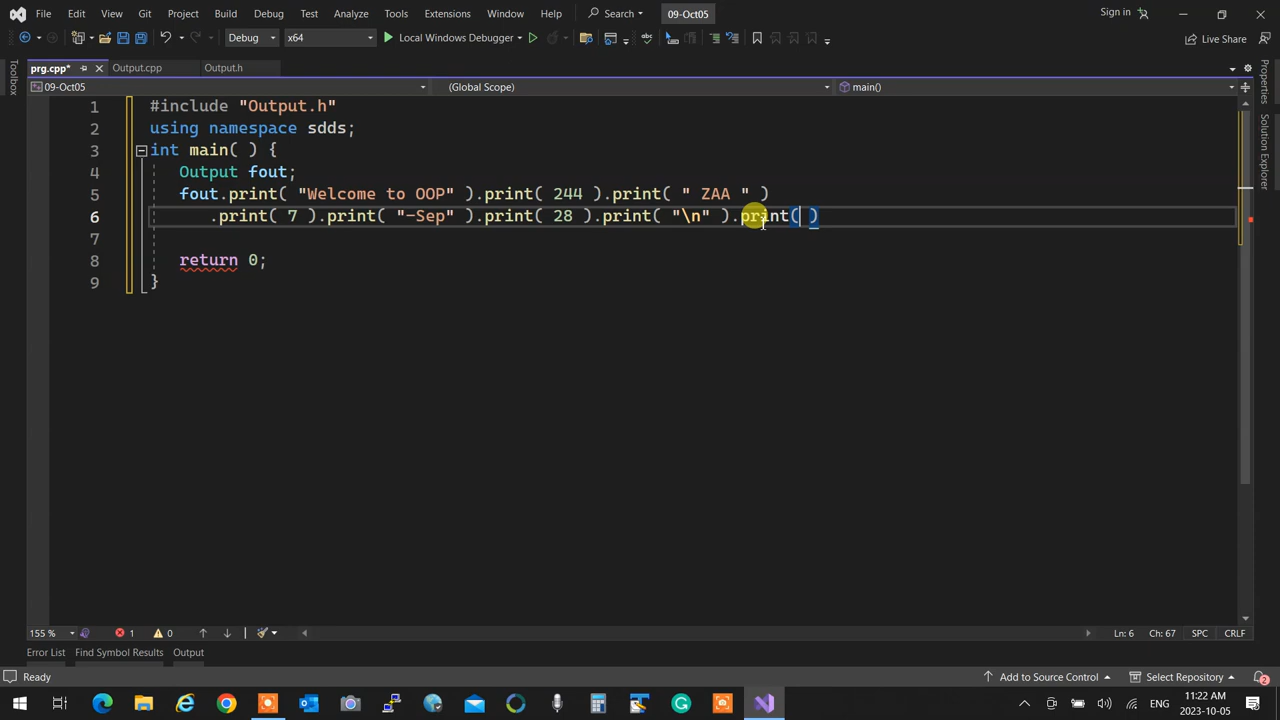 File Edit View Git Project Build Debug Test Analyze Tools Extensions Window Help Search 09-Oct05 Sign in
Debug x64 Local Windows Debugger Live Share
prg.cpp* Output.cpp Output.h
09-Oct05 (Global Scope) main()
Toolbox
Properties
Solution Explorer
1 #include "Output.h"
2 using namespace sdds;
3 int main( ) {
4 Output fout;
5 fout.print( "Welcome to OOP" ).print( 244 ).print( " ZAA " )
6 .print( 7 ).print( "-Sep" ).print( 28 ).print( "\n" ).print( )
7
8 return 0;
9 }
155 % 1 0 Ln: 6 Ch: 67 SPC CRLF
Error List Find Symbol Results Output
Ready Add to Source Control Select Repository 2
ENG 11:22 AM
2023-10-05